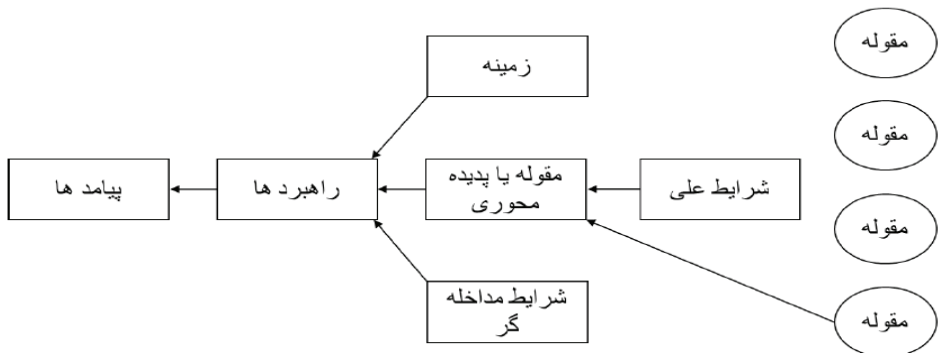 مقوله
زمینه
مقوله
شرایط علی
مقوله یا پدیده
محوری
راهبرد ها
پیامد ها
مقوله
شرایط مداخله
گر
مقوله